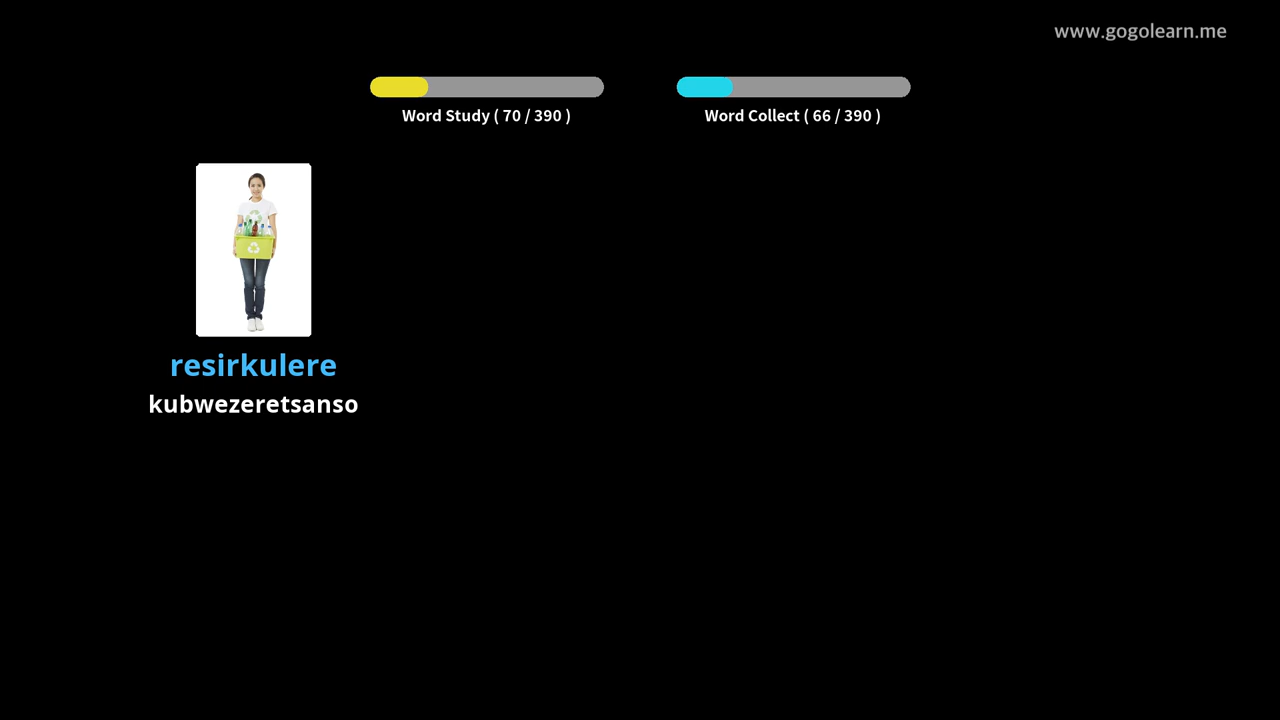 www.gogolearn.me
Word Study ( 70 / 390 )
Word Collect ( 66 / 390 )
resirkulere
kubwezeretsanso